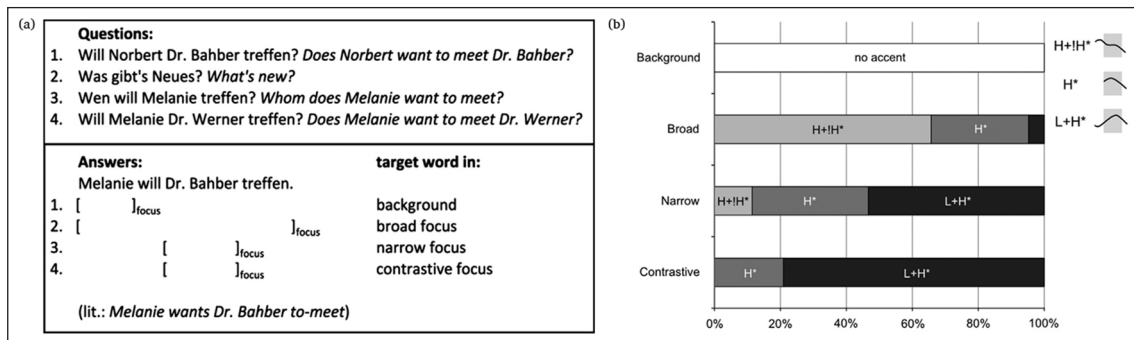 (a)
Questions:
1. Will Norbert Dr. Bahber treffen? Does Norbert want to meet Dr. Bahber?
2. Was gibt's Neues? What's new?
3. Wen will Melanie treffen? Whom does Melanie want to meet?
4. Will Melanie Dr. Werner treffen? Does Melanie want to meet Dr. Werner?
Answers: target word in:
Melanie will Dr. Bahber treffen.
1. [ ]focus background
2. [ ]focus broad focus
3. [ ]focus narrow focus
4. [ ]focus contrastive focus
(lit.: Melanie wants Dr. Bahber to-meet)
(b)
Background no accent
Broad H+!H* H*
Narrow H+!H* H* L+H*
Contrastive H* L+H*
0% 20% 40% 60% 80% 100%
H+!H*
H*
L+H*